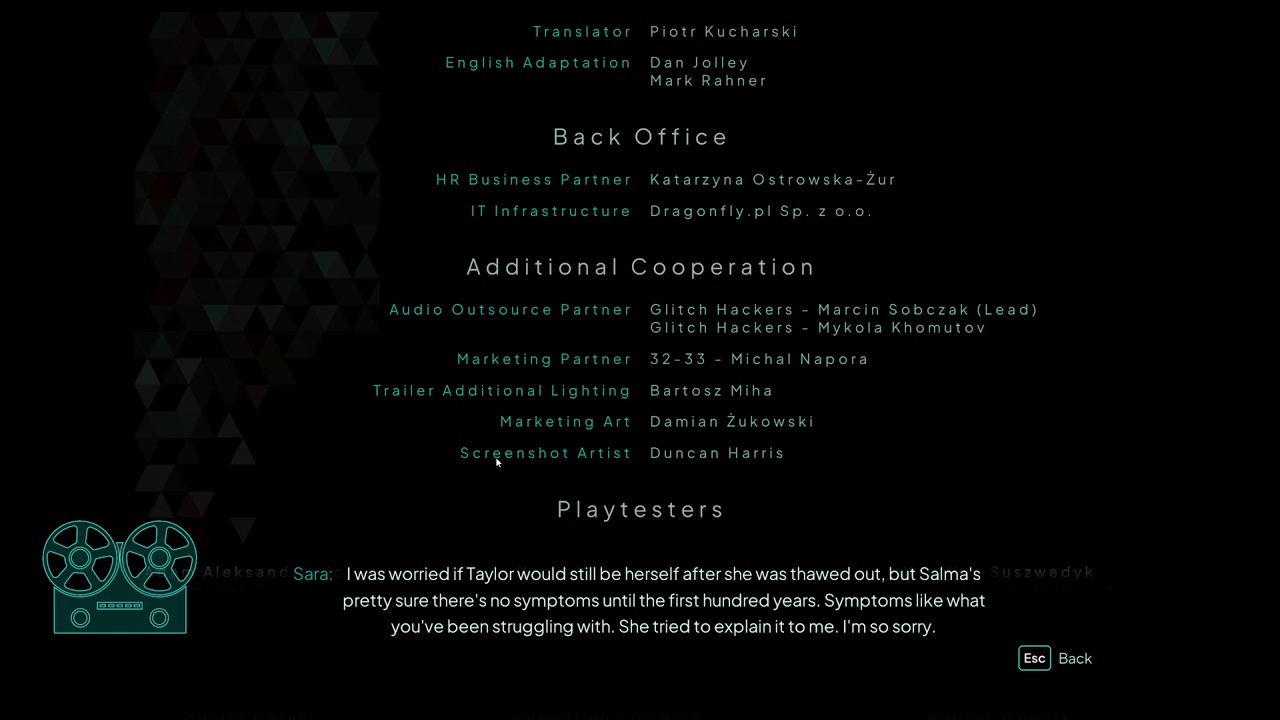 Translator Piotr Kucharski
English Adaptation Dan Jolley
Mark Rahner
Back Office
HR Business Partner Katarzyna Ostrowska-Żur
IT Infrastructure Dragonfly.pl Sp. z o.o.
Additional Cooperation
Audio Outsource Partner Glitch Hackers - Marcin Sobczak (Lead)
Glitch Hackers - Mykola Khomutov
Marketing Partner 32-33 - Michal Napora
Trailer Additional Lighting Bartosz Miha
Marketing Art Damian Żukowski
Screenshot Artist Duncan Harris
Playtesters
Sara: I was worried if Taylor would still be herself after she was thawed out, but Salma's Suszwedyk
pretty sure there's no symptoms until the first hundred years. Symptoms like what
you've been struggling with. She tried to explain it to me. I'm so sorry.
Esc Back